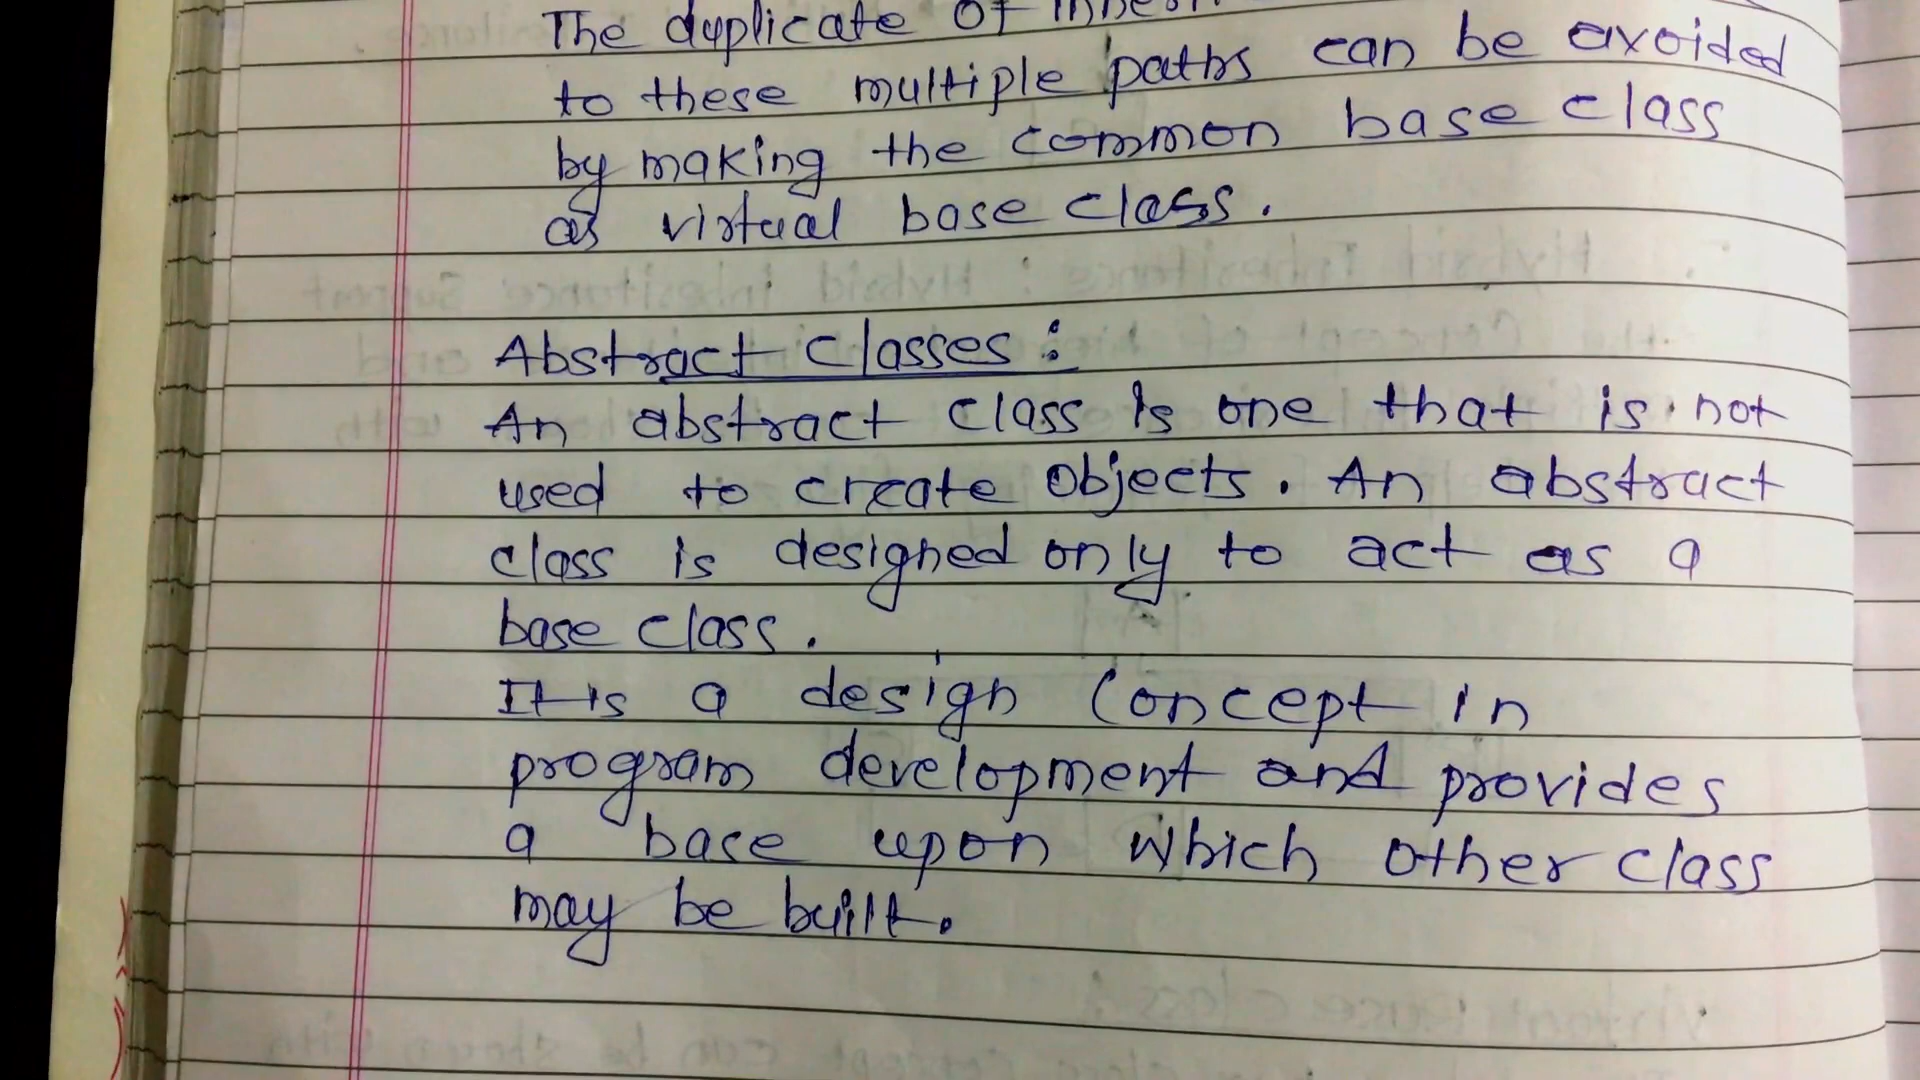 The duplicate of
to these multiple paths can be avoided
by making the common base class
as virtual base class.
Abstract classes :
An abstract class is one that is not
used to create objects. An abstract
class is designed only to act as a
base class.
It is a design concept in
program development and provides
a base upon which other class
may be built.